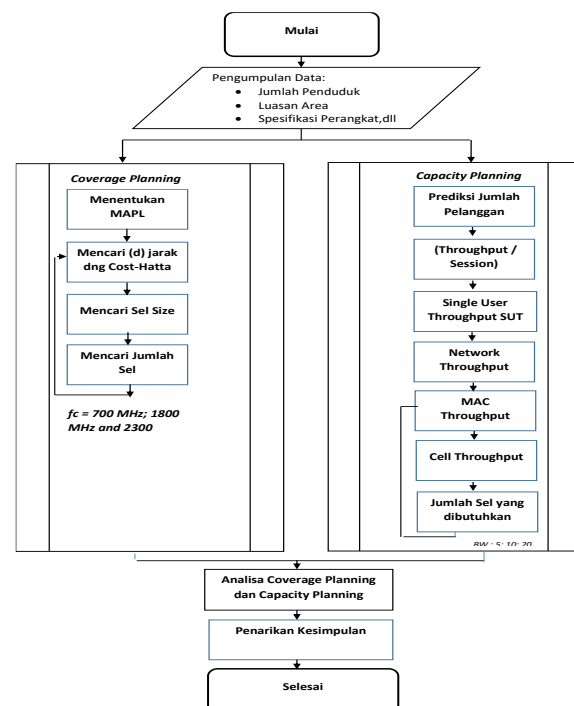 Mulai
Pengumpulan Data:
• Jumlah Penduduk
• Luasan Area
• Spesifikasi Perangkat,dll
Coverage Planning
Menentukan
MAPL
Mencari (d) jarak
dng Cost-Hatta
Mencari Sel Size
Mencari Jumlah
Sel
fc = 700 MHz; 1800
MHz and 2300
Capacity Planning
Prediksi Jumlah
Pelanggan
(Throughput /
Session)
Single User
Throughput SUT
Network
Throughput
MAC
Throughput
Cell Throughput
Jumlah Sel yang
dibutuhkan
BW : 5; 10; 20
Analisa Coverage Planning
dan Capacity Planning
Penarikan Kesimpulan
Selesai